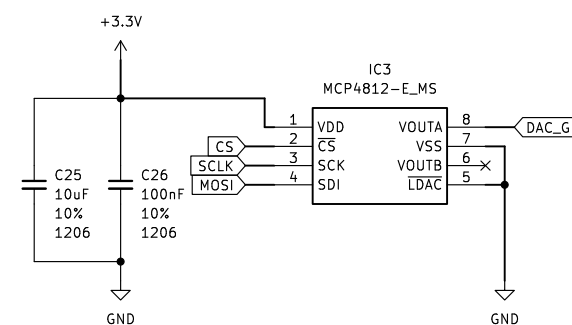 +3.3V
IC3
MCP4812-E_MS
1 VDD VOUTA 8 DAC_G
CS 2 CS VSS 7
SCLK 3 SCK VOUTB 6
MOSI 4 SDI LDAC 5
C25 C26
10uF 100nF
10% 10%
1206 1206
GND GND